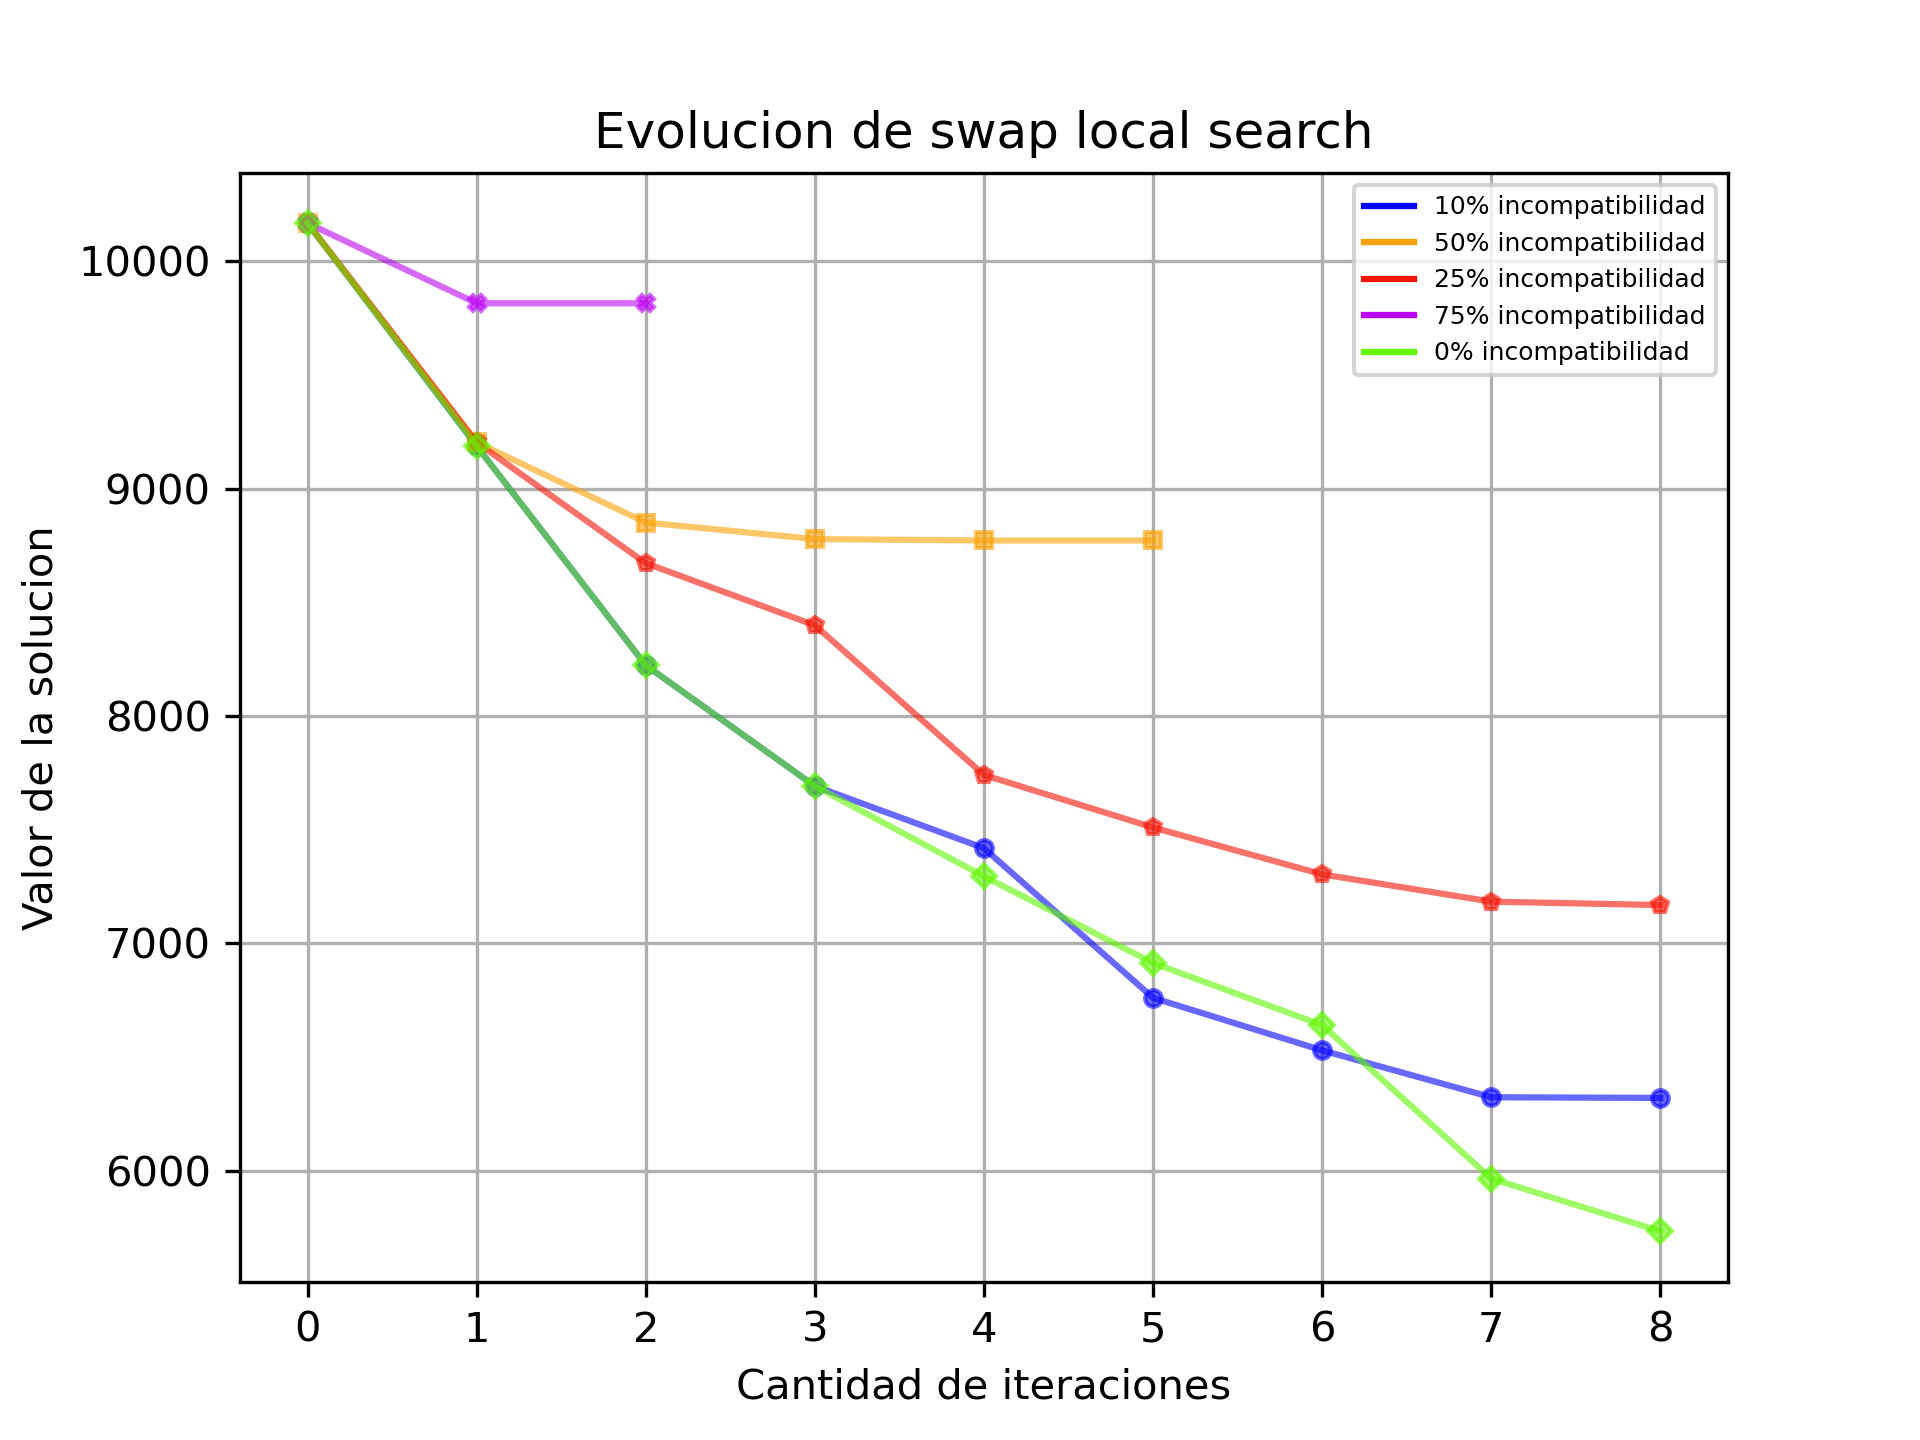 Evolucion de swap local search
10% incompatibilidad
50% incompatibilidad
25% incompatibilidad
75% incompatibilidad
0% incompatibilidad
Valor de la solucion
10000
9000
8000
7000
6000
0 1 2 3 4 5 6 7 8
Cantidad de iteraciones